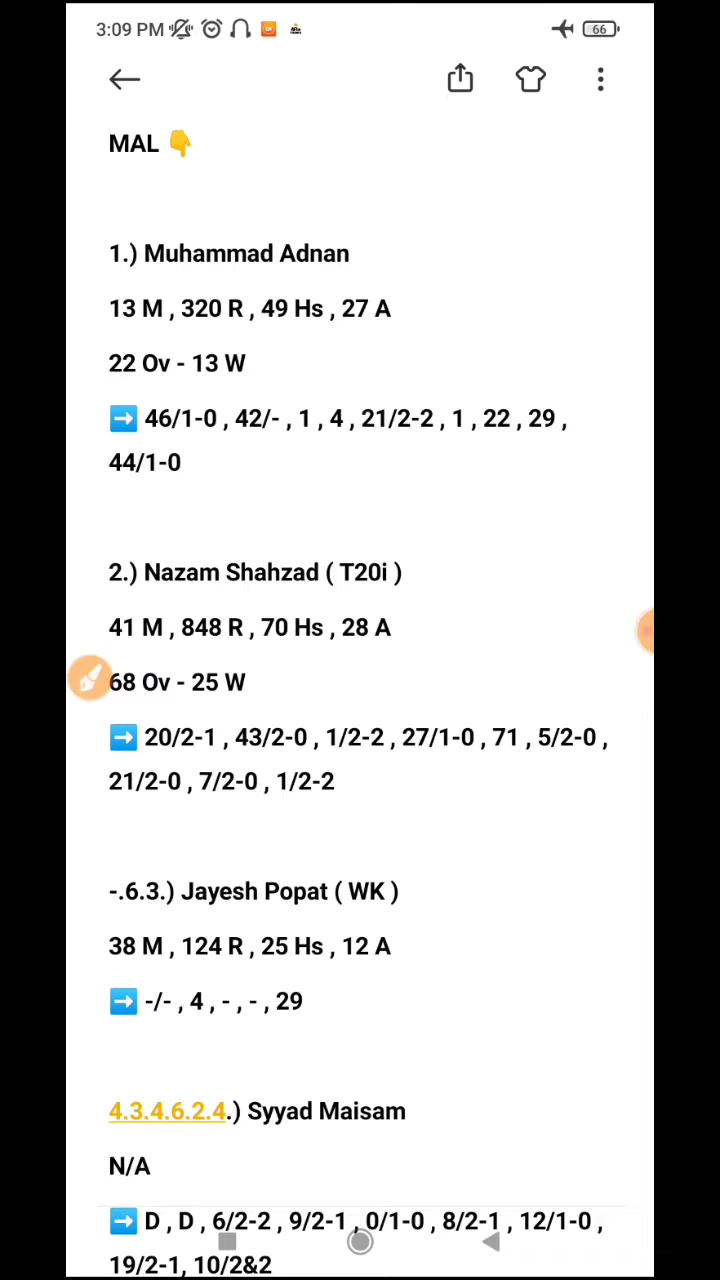 3:09 PM
66
MAL 👇
1.) Muhammad Adnan
13 M , 320 R , 49 Hs , 27 A
22 Ov - 13 W
➡️ 46/1-0 , 42/- , 1 , 4 , 21/2-2 , 1 , 22 , 29 ,
44/1-0
2.) Nazam Shahzad ( T20i )
41 M , 848 R , 70 Hs , 28 A
68 Ov - 25 W
➡️ 20/2-1 , 43/2-0 , 1/2-2 , 27/1-0 , 71 , 5/2-0 ,
21/2-0 , 7/2-0 , 1/2-2
-.6.3.) Jayesh Popat ( WK )
38 M , 124 R , 25 Hs , 12 A
➡️ -/- , 4 , - , - , 29
4.3.4.6.2.4.) Syyad Maisam
N/A
➡️ D , D , 6/2-2 , 9/2-1 , 0/1-0 , 8/2-1 , 12/1-0 ,
19/2-1, 10/2&2